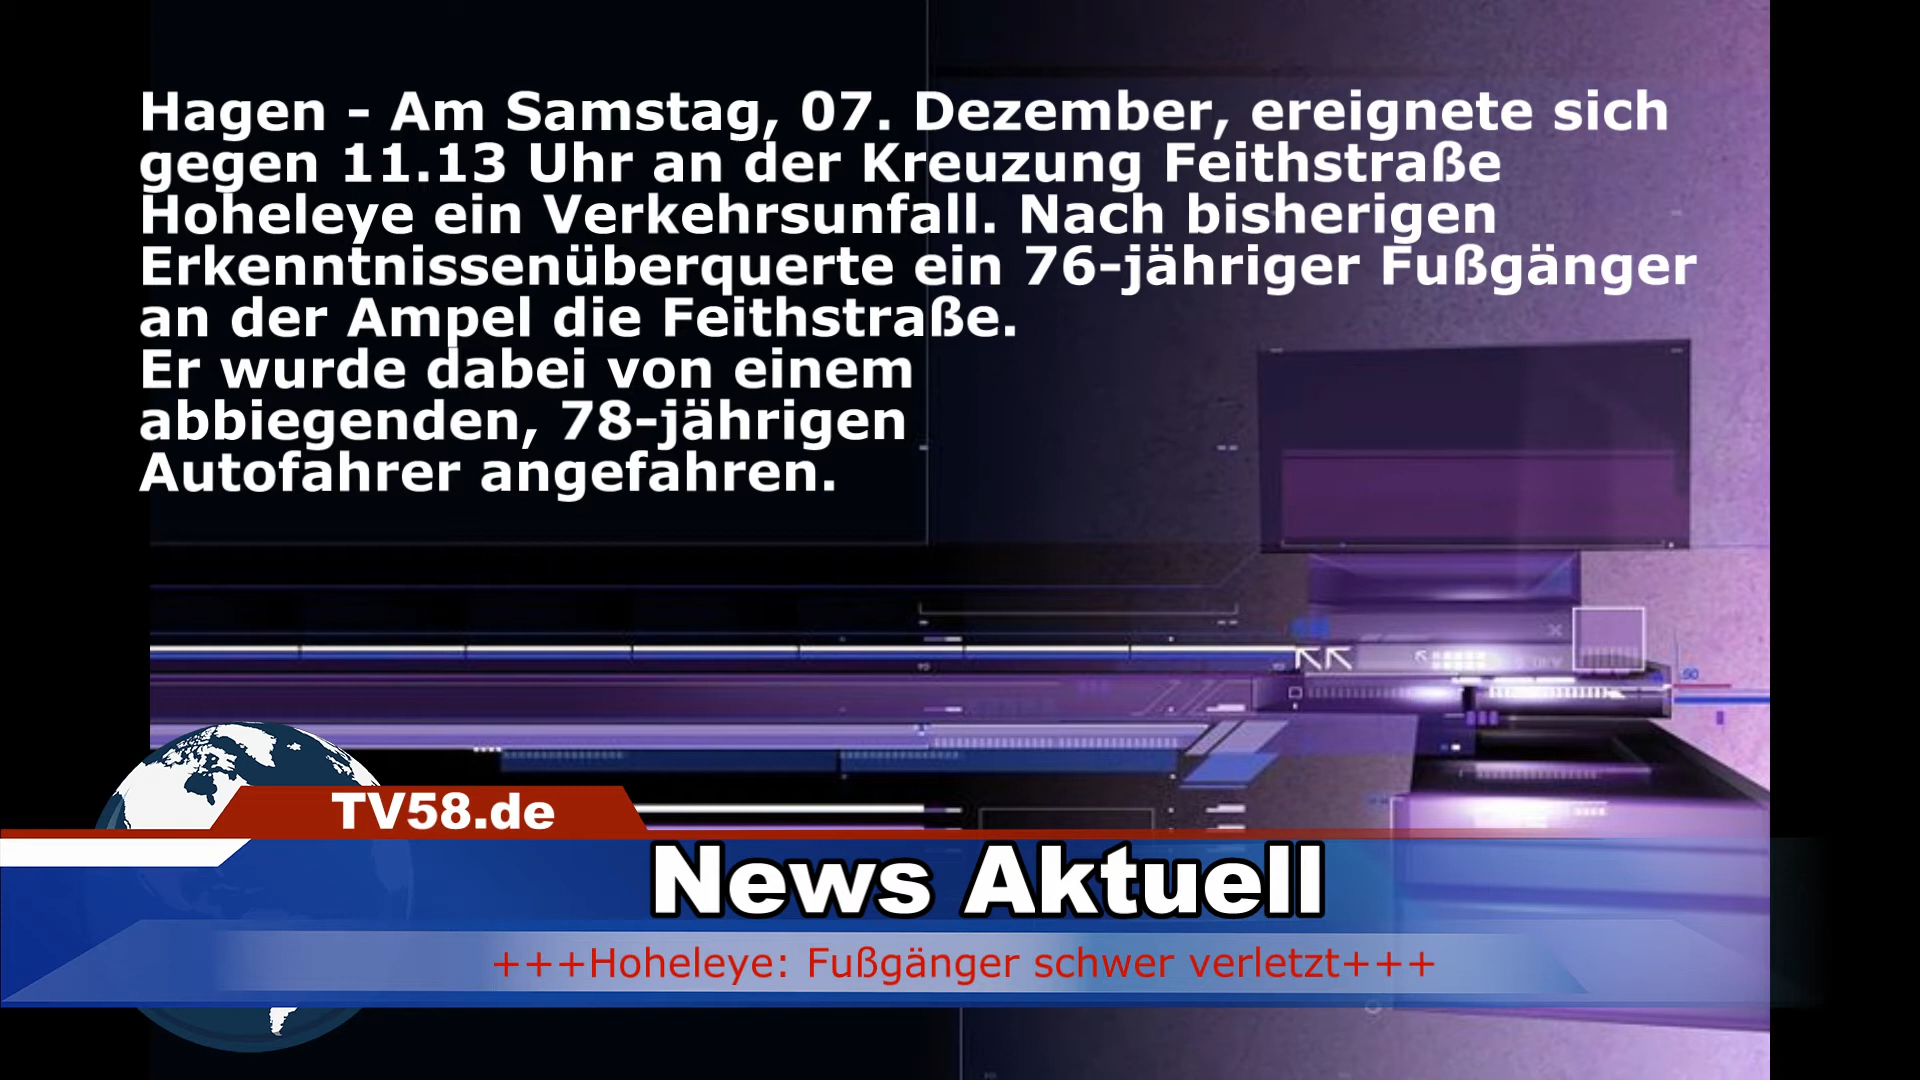 Hagen - Am Samstag, 07. Dezember, ereignete sich
gegen 11.13 Uhr an der Kreuzung Feithstraße
Hoheleye ein Verkehrsunfall. Nach bisherigen
Erkenntnissenüberquerte ein 76-jähriger Fußgänger
an der Ampel die Feithstraße.
Er wurde dabei von einem
abbiegenden, 78-jährigen
Autofahrer angefahren.
TV58.de
News Aktuell
+++Hoheleye: Fußgänger schwer verletzt+++